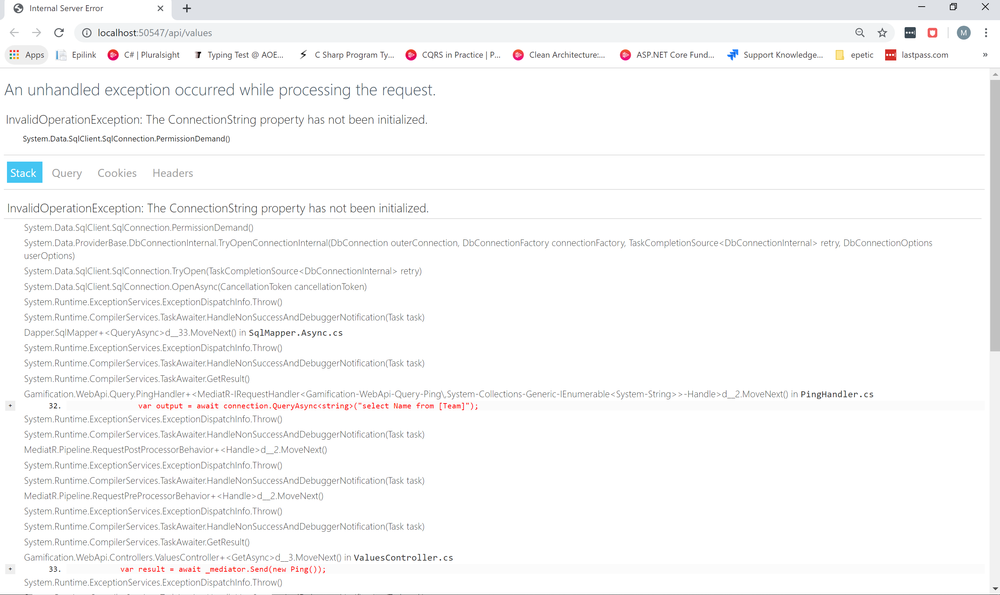 Internal Server Error
localhost:50547/api/values
M
Apps
Epilink
C# | Pluralsight
Typing Test @ AOE...
C Sharp Program Ty...
CQRS in Practice | P...
Clean Architecture:...
ASP.NET Core Fund...
Support Knowledge...
epetic
lastpass.com
»
An unhandled exception occurred while processing the request.
InvalidOperationException: The ConnectionString property has not been initialized.
System.Data.SqlClient.SqlConnection.PermissionDemand()
Stack Query Cookies Headers
InvalidOperationException: The ConnectionString property has not been initialized.
System.Data.SqlClient.SqlConnection.PermissionDemand()
System.Data.ProviderBase.DbConnectionInternal.TryOpenConnectionInternal(DbConnection outerConnection, DbConnectionFactory connectionFactory, TaskCompletionSource<DbConnectionInternal> retry, DbConnectionOptions
userOptions)
System.Data.SqlClient.SqlConnection.TryOpen(TaskCompletionSource<DbConnectionInternal> retry)
System.Data.SqlClient.SqlConnection.OpenAsync(CancellationToken cancellationToken)
System.Runtime.ExceptionServices.ExceptionDispatchInfo.Throw()
System.Runtime.CompilerServices.TaskAwaiter.HandleNonSuccessAndDebuggerNotification(Task task)
Dapper.SqlMapper+<QueryAsync>d__33.MoveNext() in SqlMapper.Async.cs
System.Runtime.ExceptionServices.ExceptionDispatchInfo.Throw()
System.Runtime.CompilerServices.TaskAwaiter.HandleNonSuccessAndDebuggerNotification(Task task)
System.Runtime.CompilerServices.TaskAwaiter.GetResult()
Gamification.WebApi.Query.PingHandler+<MediatR-IRequestHandler<Gamification-WebApi-Query-Ping\,System-Collections-Generic-IEnumerable<System-String>>-Handle>d__2.MoveNext() in PingHandler.cs
+ 32. var output = await connection.QueryAsync<string>("select Name from [Team]");
System.Runtime.ExceptionServices.ExceptionDispatchInfo.Throw()
System.Runtime.CompilerServices.TaskAwaiter.HandleNonSuccessAndDebuggerNotification(Task task)
MediatR.Pipeline.RequestPostProcessorBehavior+<Handle>d__2.MoveNext()
System.Runtime.ExceptionServices.ExceptionDispatchInfo.Throw()
System.Runtime.CompilerServices.TaskAwaiter.HandleNonSuccessAndDebuggerNotification(Task task)
MediatR.Pipeline.RequestPreProcessorBehavior+<Handle>d__2.MoveNext()
System.Runtime.ExceptionServices.ExceptionDispatchInfo.Throw()
System.Runtime.CompilerServices.TaskAwaiter.HandleNonSuccessAndDebuggerNotification(Task task)
System.Runtime.CompilerServices.TaskAwaiter.GetResult()
Gamification.WebApi.Controllers.ValuesController+<GetAsync>d__3.MoveNext() in ValuesController.cs
+ 33. var result = await _mediator.Send(new Ping());
System.Runtime.ExceptionServices.ExceptionDispatchInfo.Throw()